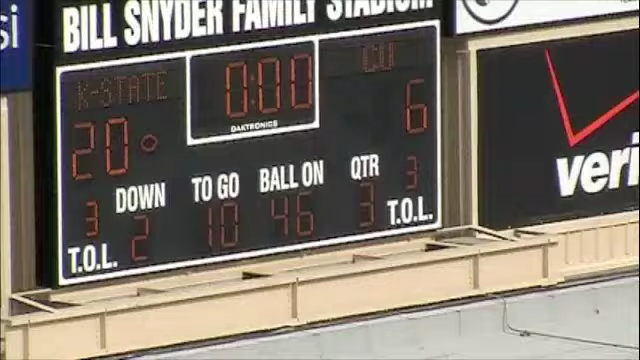 BILL SNYDER FAMILY STADIUM
si
K-STATE 0:00 CU
DAKTRONICS
20 6
DOWN TO GO BALL ON QTR
3 2 10 46 3 3
T.O.L. T.O.L.
veri